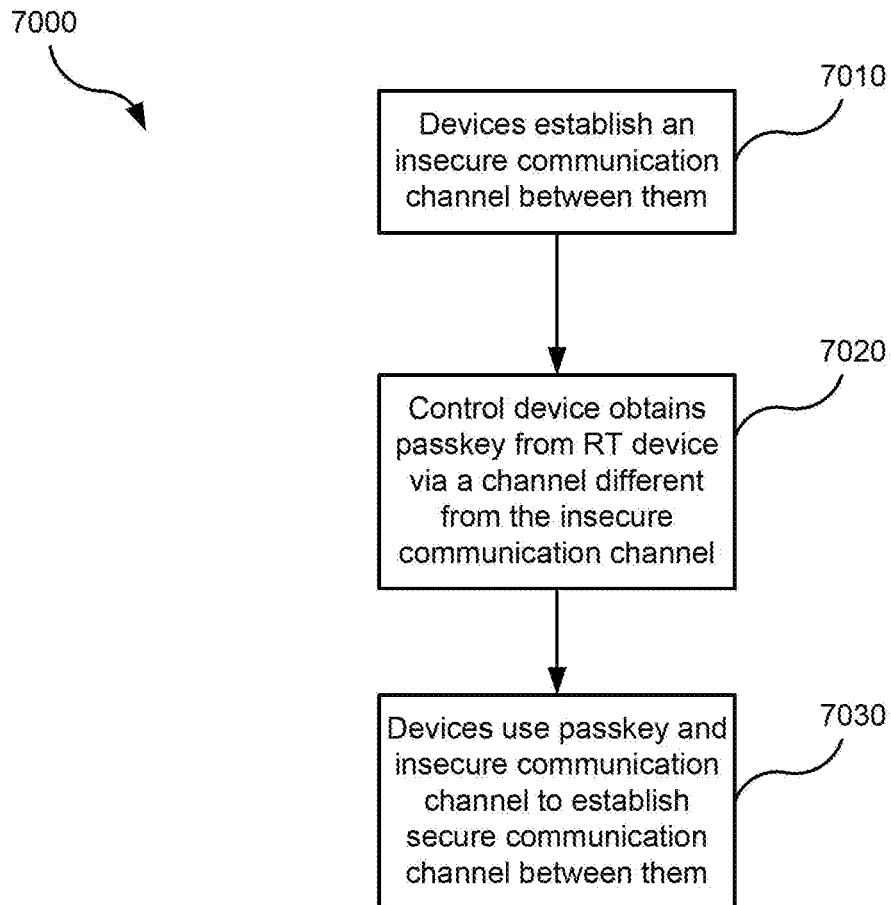 7000
7010
Devices establish an
insecure communication
channel between them
7020
Control device obtains
passkey from RT device
via a channel different
from the insecure
communication channel
7030
Devices use passkey and
insecure communication
channel to establish
secure communication
channel between them